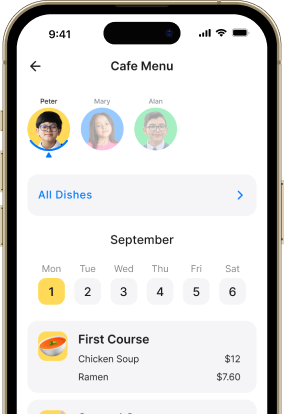 9:41
Cafe Menu
Peter Mary Alan
All Dishes
September
Mon Tue Wed Thu Fri Sat
1 2 3 4 5 6
First Course
Chicken Soup $12
Ramen $7.60